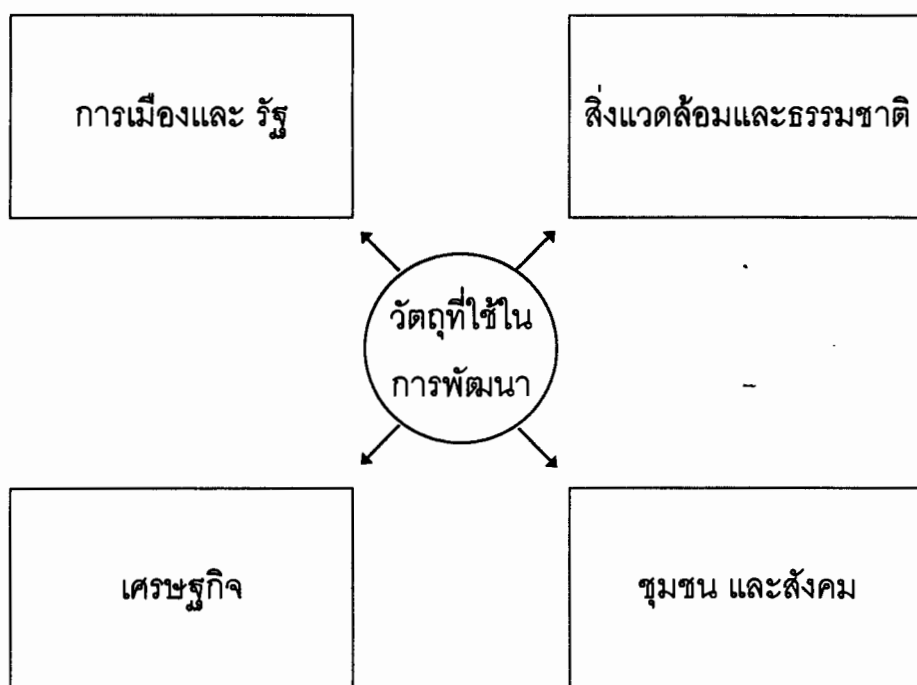 การเมืองและ รัฐ
สิ่งแวดล้อมและธรรมชาติ
วัตถุที่ใช้ใน
การพัฒนา
เศรษฐกิจ
ชุมชน และสังคม